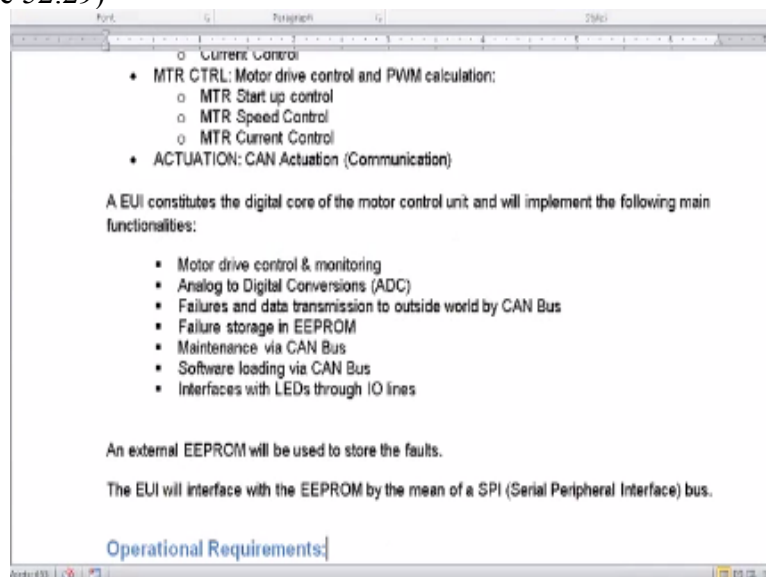 Font
Paragraph
Styles
Current Control
• MTR CTRL: Motor drive control and PWM calculation:
o MTR Start up control
o MTR Speed Control
o MTR Current Control
• ACTUATION: CAN Actuation (Communication)
A EUI constitutes the digital core of the motor control unit and will implement the following main
functionalities:
▪ Motor drive control & monitoring
▪ Analog to Digital Conversions (ADC)
▪ Failures and data transmission to outside world by CAN Bus
▪ Failure storage in EEPROM
▪ Maintenance via CAN Bus
▪ Software loading via CAN Bus
▪ Interfaces with LEDs through IO lines
An external EEPROM will be used to store the faults.
The EUI will interface with the EEPROM by the mean of a SPI (Serial Peripheral Interface) bus.
Operational Requirements: